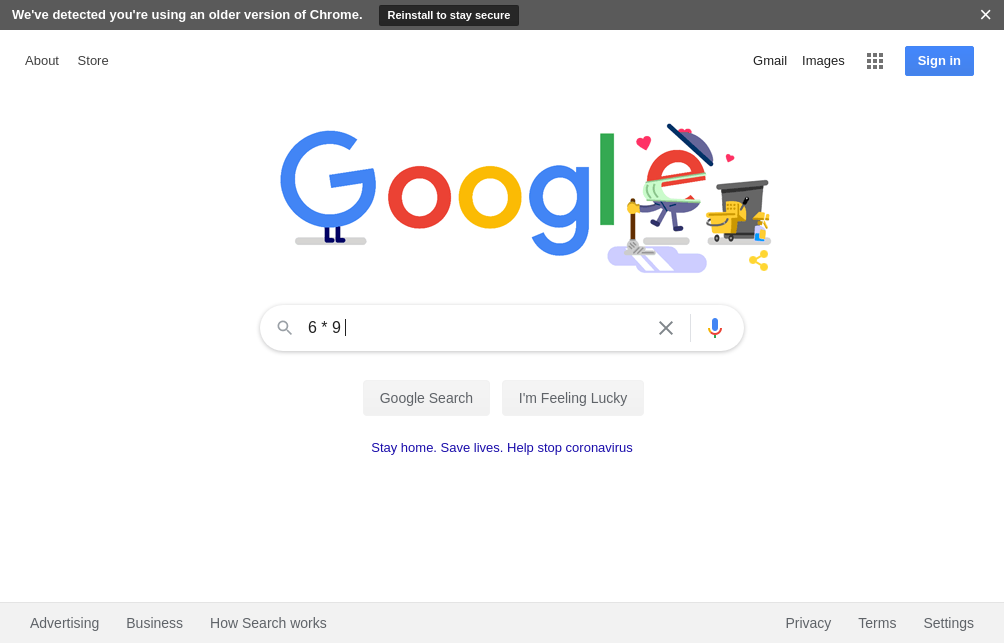 We've detected you're using an older version of Chrome. Reinstall to stay secure
About Store Gmail Images Sign in
Google
6 * 9
Google Search I'm Feeling Lucky
Stay home. Save lives. Help stop coronavirus
Advertising Business How Search works Privacy Terms Settings